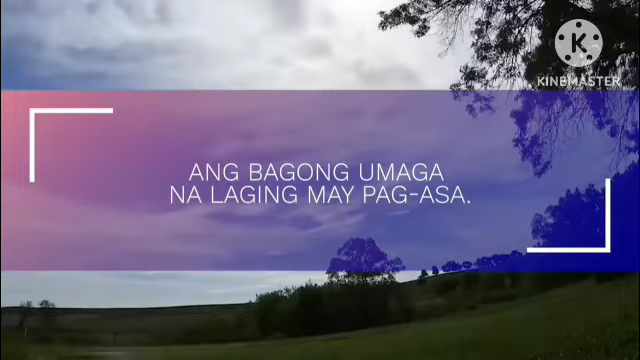 KINEMASTER
ANG BAGONG UMAGA
NA LAGING MAY PAG-ASA.